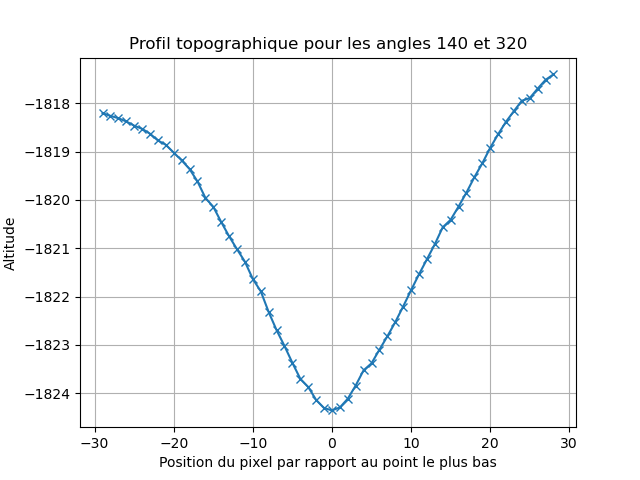 Profil topographique pour les angles 140 et 320
Altitude
−1818
−1819
−1820
−1821
−1822
−1823
−1824
−30 −20 −10 0 10 20 30
Position du pixel par rapport au point le plus bas